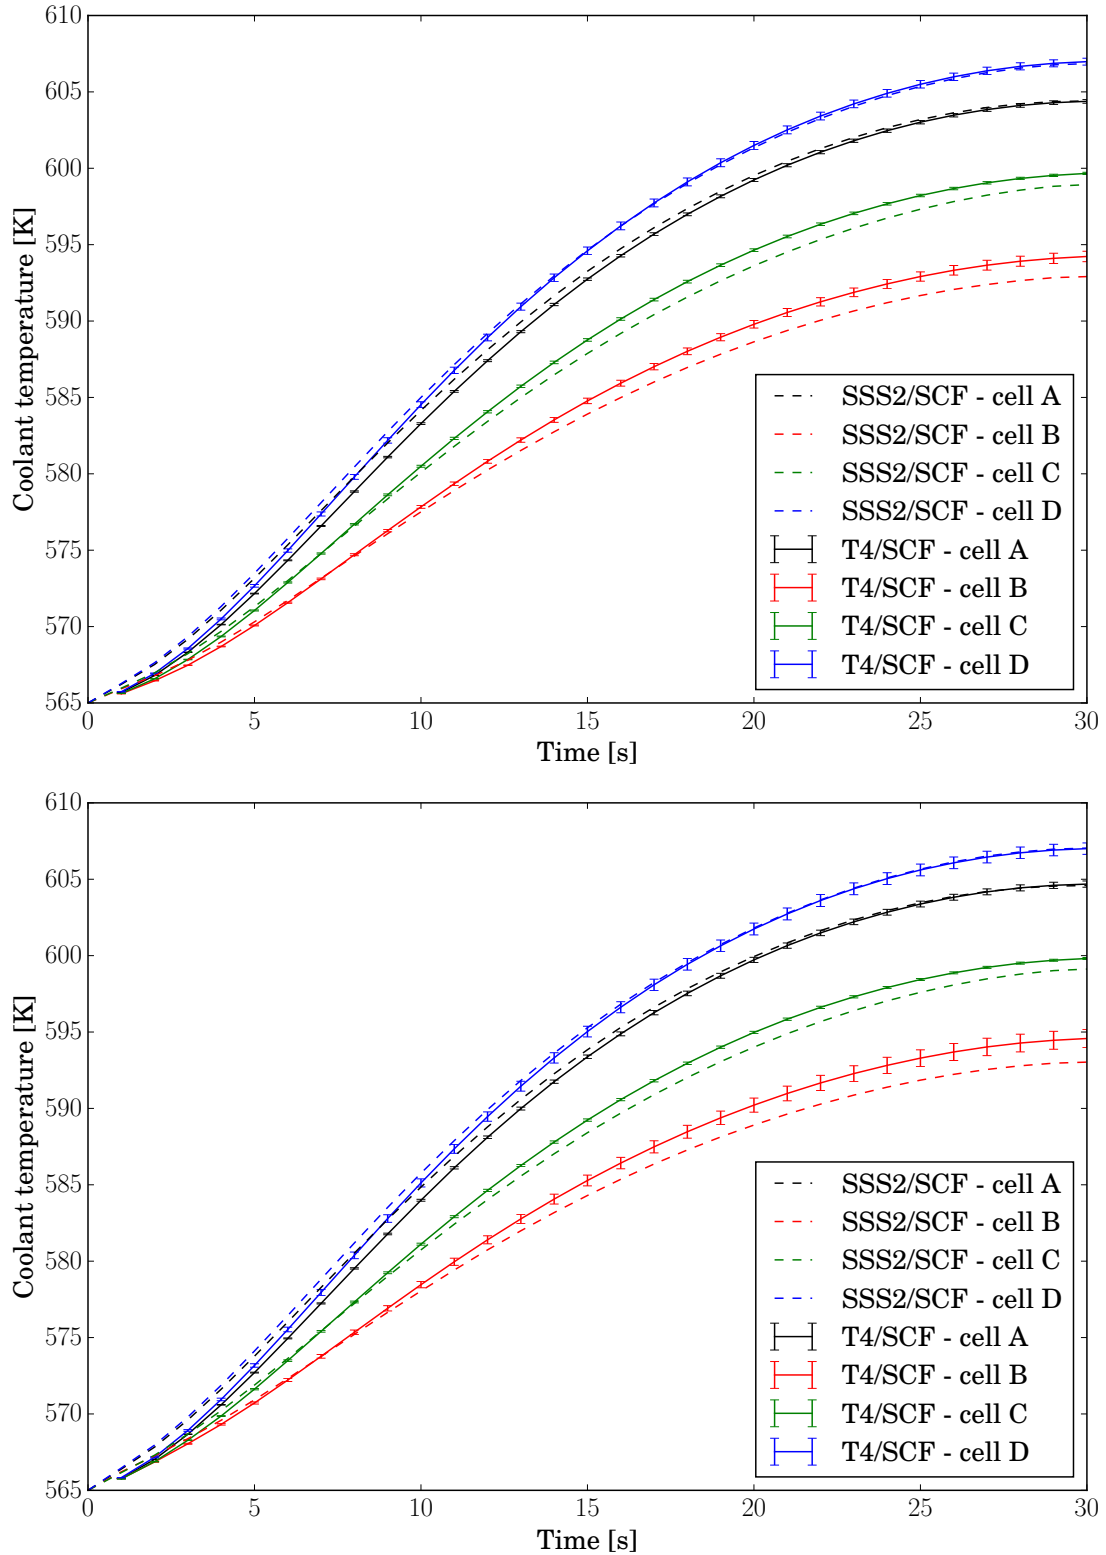 610
605
600
595
590
585
580
575
570
565
Coolant temperature [K]
SSS2/SCF - cell A
SSS2/SCF - cell B
SSS2/SCF - cell C
SSS2/SCF - cell D
T4/SCF - cell A
T4/SCF - cell B
T4/SCF - cell C
T4/SCF - cell D
0 5 10 15 20 25 30
Time [s]
610
605
600
595
590
585
580
575
570
565
Coolant temperature [K]
SSS2/SCF - cell A
SSS2/SCF - cell B
SSS2/SCF - cell C
SSS2/SCF - cell D
T4/SCF - cell A
T4/SCF - cell B
T4/SCF - cell C
T4/SCF - cell D
0 5 10 15 20 25 30
Time [s]